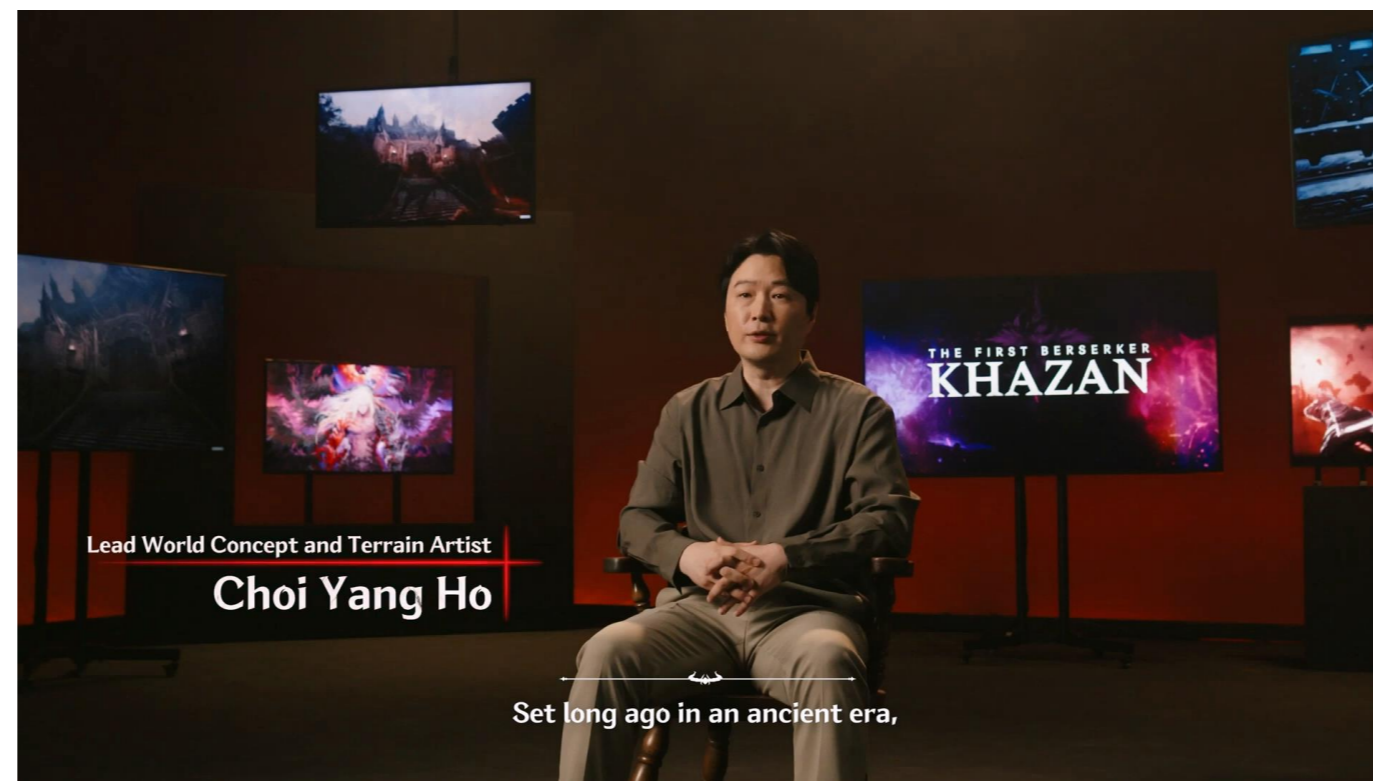 THE FIRST BERSERKER
KHAZAN
Lead World Concept and Terrain Artist
Choi Yang Ho
Set long ago in an ancient era,